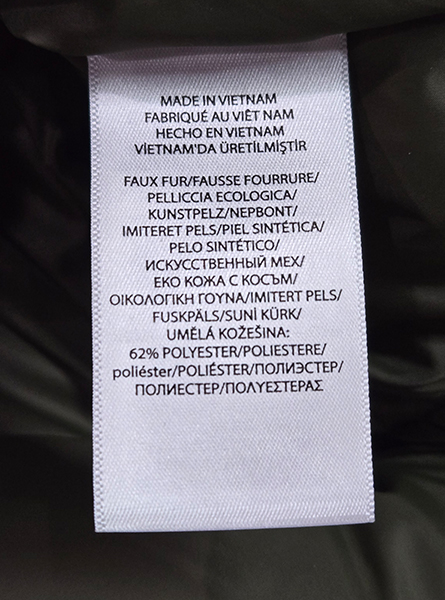 MADE IN VIETNAM
FABRIQUÉ AU VIÊT NAM
HECHO EN VIETNAM
VİETNAM'DA ÜRETİLMİŞTİR
FAUX FUR/FAUSSE FOURRURE/
PELLICCIA ECOLOGICA/
KUNSTPELZ/NEPBONT/
IMITERET PELS/PIEL SINTÉTICA/
PELO SINTÉTICO/
ИСКУССТВЕННЫЙ МЕХ/
ЕКО КОЖА С КОСЪМ/
ΟΙΚΟΛΟΓΙΚΗ ΓΟΥΝΑ/IMITERT PELS/
FUSKPÄLS/SUNİ KÜRK/
UMĚLÁ KOŽEŠINA:
62% POLYESTER/POLIESTERE/
poliéster/POLIÉSTER/ПОЛИЭСТЕР/
ПОЛИЕСТЕР/ΠΟΛΥΕΣΤΕΡΑΣ